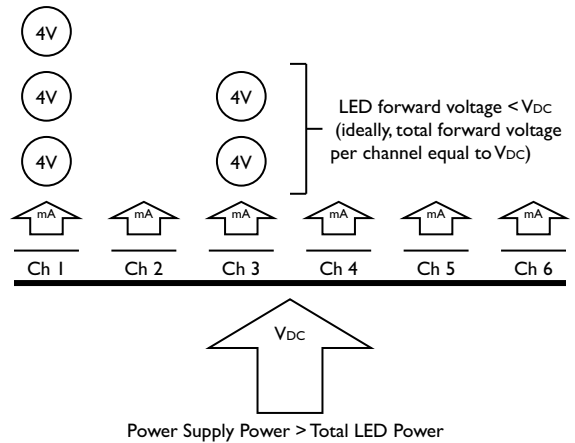 4V
4V 4V
4V 4V
LED forward voltage < VDC
(ideally, total forward voltage
per channel equal to VDC)
mA mA mA mA mA mA
Ch 1 Ch 2 Ch 3 Ch 4 Ch 5 Ch 6
VDC
Power Supply Power > Total LED Power